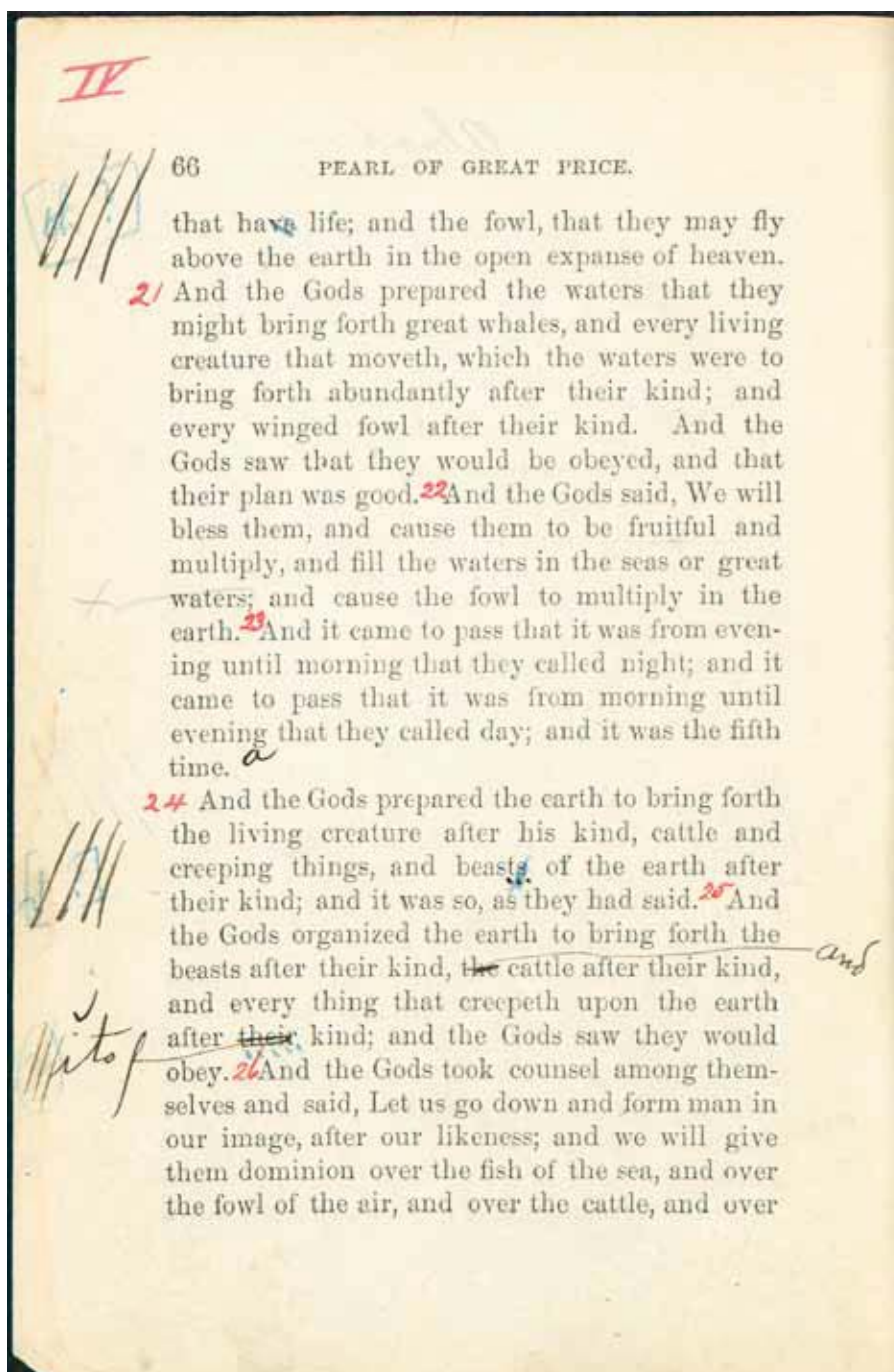 IV
66 PEARL OF GREAT PRICE.
that have life; and the fowl, that they may fly
above the earth in the open expanse of heaven.
21 And the Gods prepared the waters that they
might bring forth great whales, and every living
creature that moveth, which the waters were to
bring forth abundantly after their kind; and
every winged fowl after their kind. And the
Gods saw that they would be obeyed, and that
their plan was good. 22 And the Gods said, We will
bless them, and cause them to be fruitful and
multiply, and fill the waters in the seas or great
waters; and cause the fowl to multiply in the
earth. 23 And it came to pass that it was from even-
ing until morning that they called night; and it
came to pass that it was from morning until
evening that they called day; and it was the fifth
time. a
24 And the Gods prepared the earth to bring forth
the living creature after his kind, cattle and
creeping things, and beasts of the earth after
their kind; and it was so, as they had said. 25 And
the Gods organized the earth to bring forth the
beasts after their kind, the cattle after their kind,
and
and every thing that creepeth upon the earth
after their kind; and the Gods saw they would
its
obey. 26 And the Gods took counsel among them-
selves and said, Let us go down and form man in
our image, after our likeness; and we will give
them dominion over the fish of the sea, and over
the fowl of the air, and over the cattle, and over